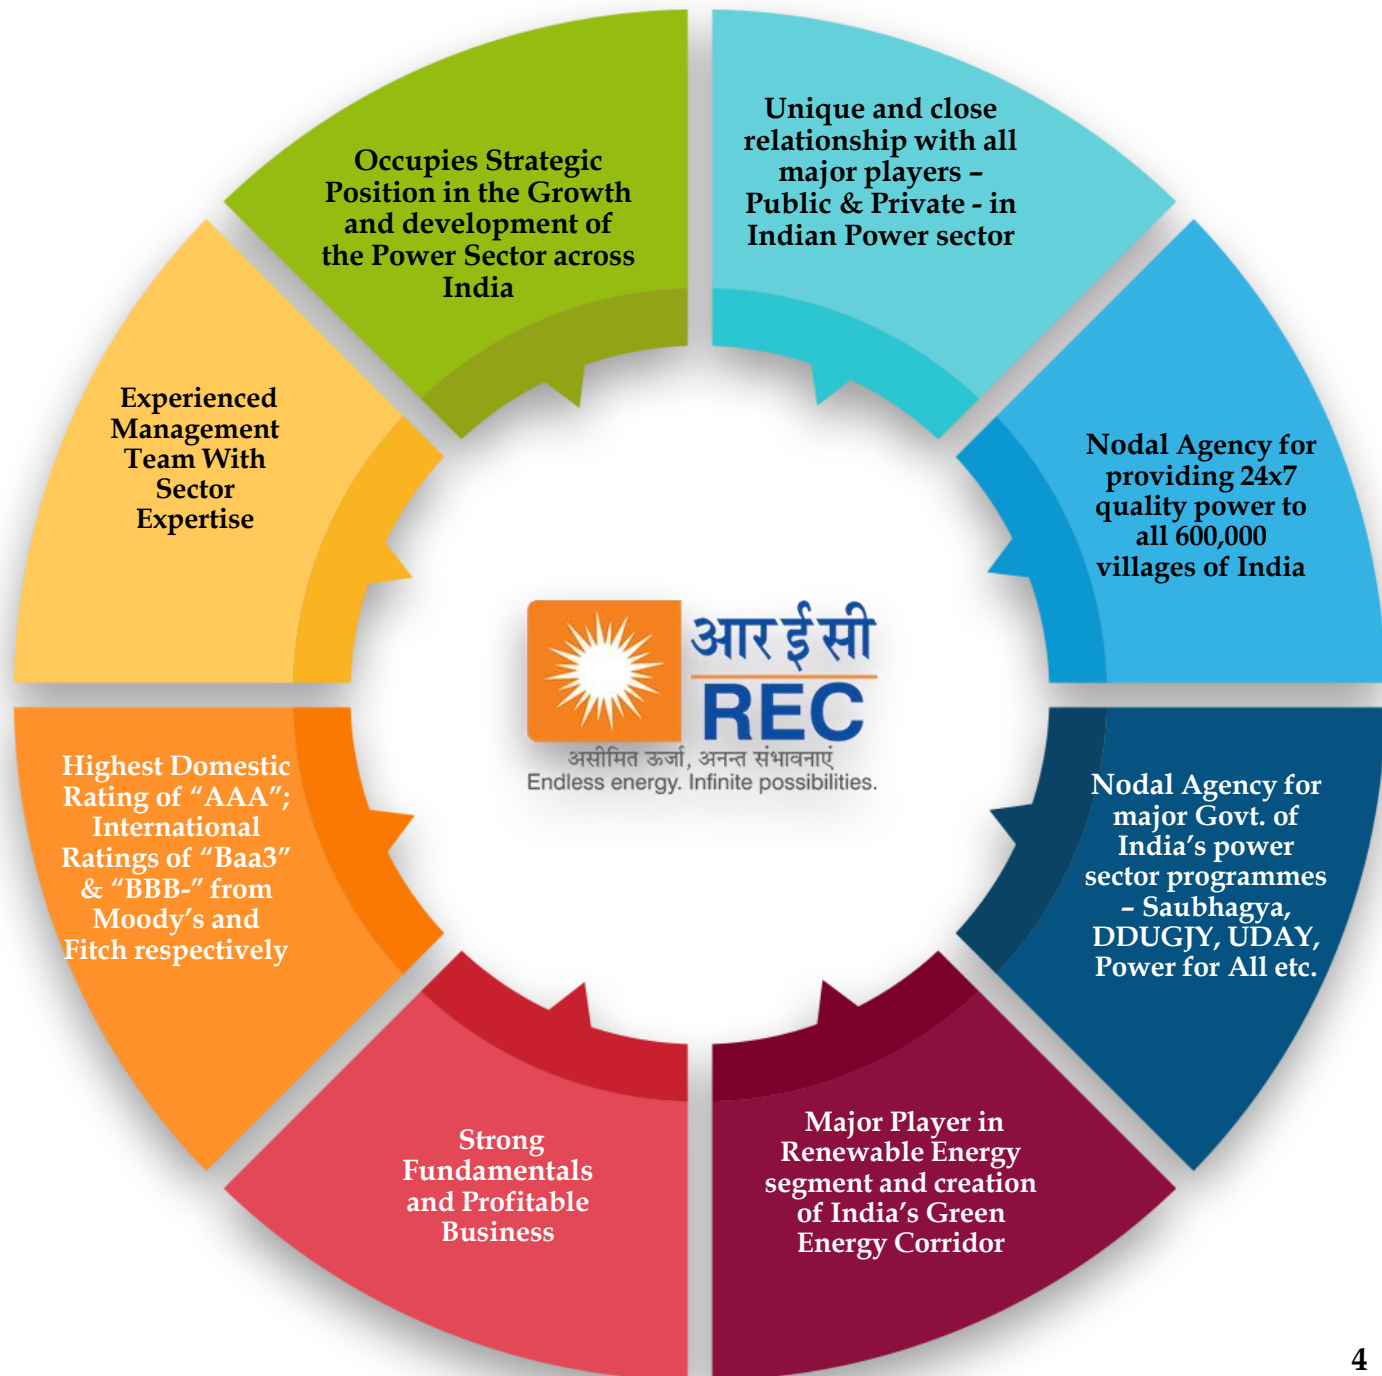 Occupies Strategic
Position in the Growth
and development of
the Power Sector across
India
Unique and close
relationship with all
major players –
Public & Private - in
Indian Power sector
Nodal Agency for
providing 24x7
quality power to
all 600,000
villages of India
Nodal Agency for
major Govt. of
India’s power
sector programmes
– Saubhagya,
DDUGJY, UDAY,
Power for All etc.
Major Player in
Renewable Energy
segment and creation
of India’s Green
Energy Corridor
Strong
Fundamentals
and Profitable
Business
Highest Domestic
Rating of “AAA”;
International
Ratings of “Baa3”
& “BBB-” from
Moody’s and
Fitch respectively
Experienced
Management
Team With
Sector
Expertise
आर ई सी
REC
असीमित ऊर्जा, अनन्त संभावनाएं
Endless energy. Infinite possibilities.
4